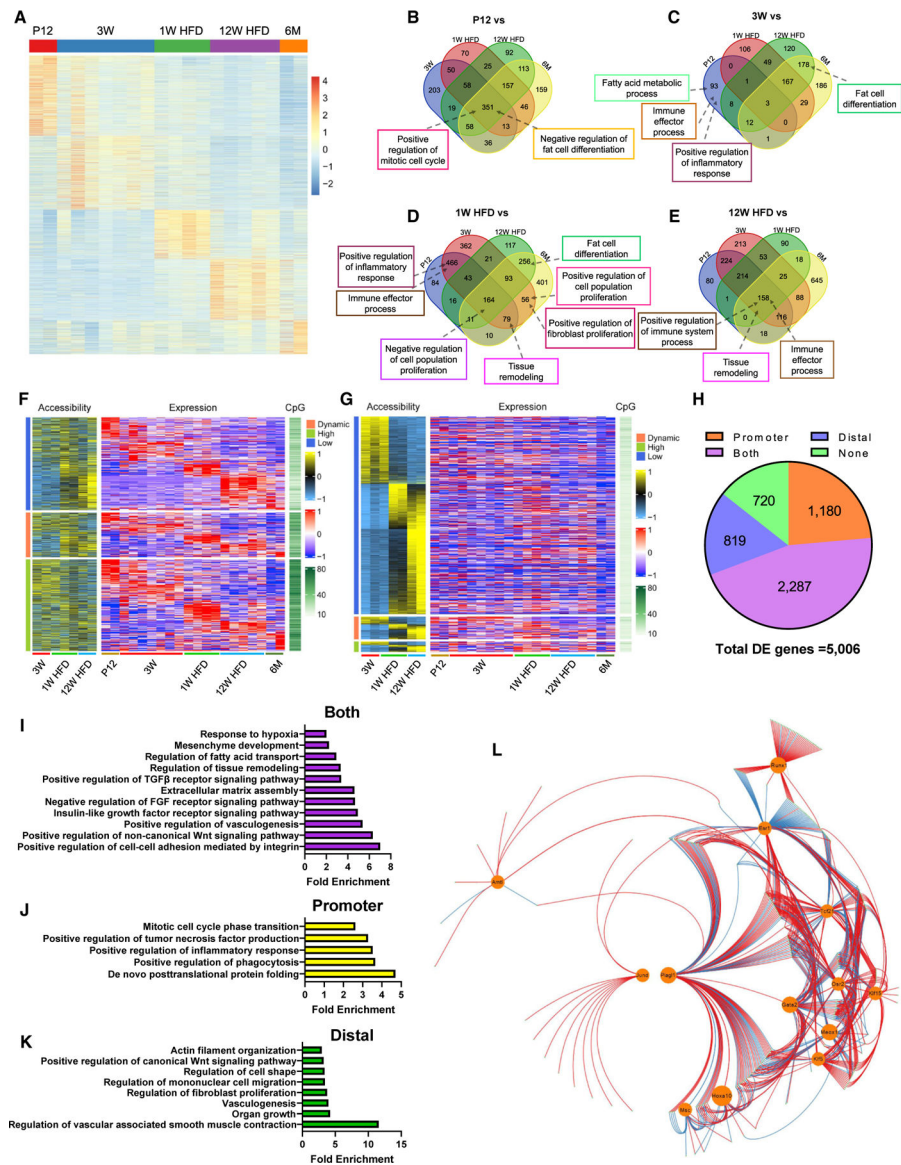 A
P12 3W 1W HFD 12W HFD 6M
4
3
2
1
0
-1
-2
B
P12 vs
1W HFD 12W HFD
3W 6M
70 92
50 25 113
203 58 157 159
19 351 46
58 13
36
Positive
regulation of
mitotic cell cycle
Negative regulation of
fat cell differentiation
C
3W vs
1W HFD 12W HFD
P12 6M
106 120
0 49 178
93 1 167 186
8 3 29
12 0
1
Fatty acid metabolic
process
Immune effector
process
Positive regulation
of inflammatory
response
Fat cell
differentiation
D
1W HFD vs
3W 12W HFD
P12 6M
362 117
466 21 256
84 43 93 401
16 164 56
11 79
10
Positive regulation
of inflammatory
response
Immune effector
process
Negative regulation
of cell population
proliferation
Fat cell
differentiation
Positive regulation of
cell population
proliferation
Positive regulation of
fibroblast proliferation
Tissue
remodeling
E
12W HFD vs
3W 1W HFD
P12 6M
213 90
224 53 18
80 214 25 645
1 158 88
0 116
18
Positive regulation
of immune system
process
Tissue
remodeling
Immune
effector
process
F
Accessibility Expression CpG
Dynamic
High
Low
1
0
-1
1
0
-1
80
40
10
3W 1W HFD 12W HFD P12 3W 1W HFD 12W HFD 6M
G
Accessibility Expression CpG
Dynamic
High
Low
1
0
-1
1
0
-1
80
40
10
3W 1W HFD 12W HFD P12 3W 1W HFD 12W HFD 6M
H
Promoter Distal
Both None
720 1,180
819
2,287
Total DE genes =5,006
I
Both
Response to hypoxia
Mesenchyme development
Regulation of fatty acid transport
Regulation of tissue remodeling
Positive regulation of TGFβ receptor signaling pathway
Extracellular matrix assembly
Negative regulation of FGF receptor signaling pathway
Insulin-like growth factor receptor signaling pathway
Positive regulation of vasculogenesis
Positive regulation of non-canonical Wnt signaling pathway
Positive regulation of cell-cell adhesion mediated by integrin
0 2 4 6 8
Fold Enrichment
J
Promoter
Mitotic cell cycle phase transition
Positive regulation of tumor necrosis factor production
Positive regulation of inflammatory response
Positive regulation of phagocytosis
De novo posttranslational protein folding
0 1 2 3 4 5
Fold Enrichment
K
Distal
Actin filament organization
Positive regulation of canonical Wnt signaling pathway
Regulation of cell shape
Regulation of mononuclear cell migration
Regulation of fibroblast proliferation
Vasculogenesis
Organ growth
Regulation of vascular associated smooth muscle contraction
0 5 10 15
Fold Enrichment
L
Runx1
Tcf21
Jund
Plagl1
Osr2
Klf15
Gata2
Meox1
Klf5
Hoxa10